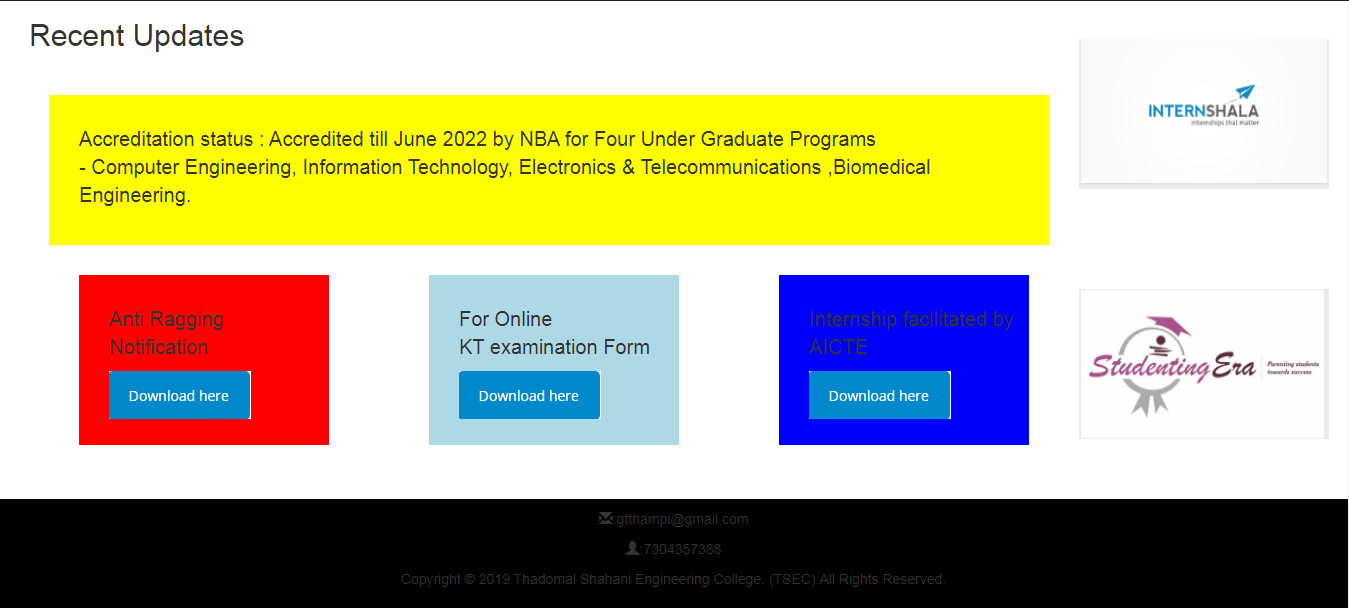 Recent Updates
INTERNSHALA
internships that matter
Accreditation status : Accredited till June 2022 by NBA for Four Under Graduate Programs
- Computer Engineering, Information Technology, Electronics & Telecommunications ,Biomedical
Engineering.
Anti Ragging
Notification
Download here
For Online
KT examination Form
Download here
Internship facilitated by
AICTE
Download here
Studenting Era
Parenting students
towards success
:gtthampi@gmail.com
:7304357388
Copyright © 2019 Thadomal Shahani Engineering College. (TSEC).All Rights Reserved.